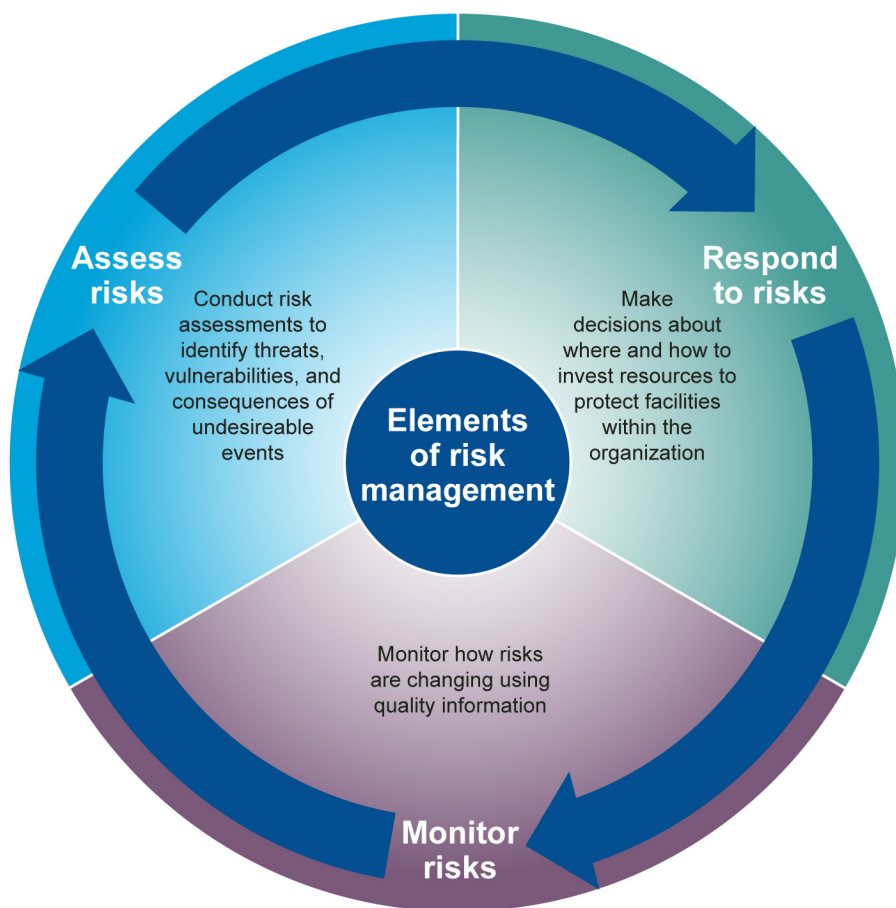 Assess
risks
Conduct risk
assessments to
identify threats,
vulnerabilities, and
consequences of
undesireable
events
Respond
to risks
Make
decisions about
where and how to
invest resources to
protect facilities
within the
organization
Elements
of risk
management
Monitor how risks
are changing using
quality information
Monitor
risks